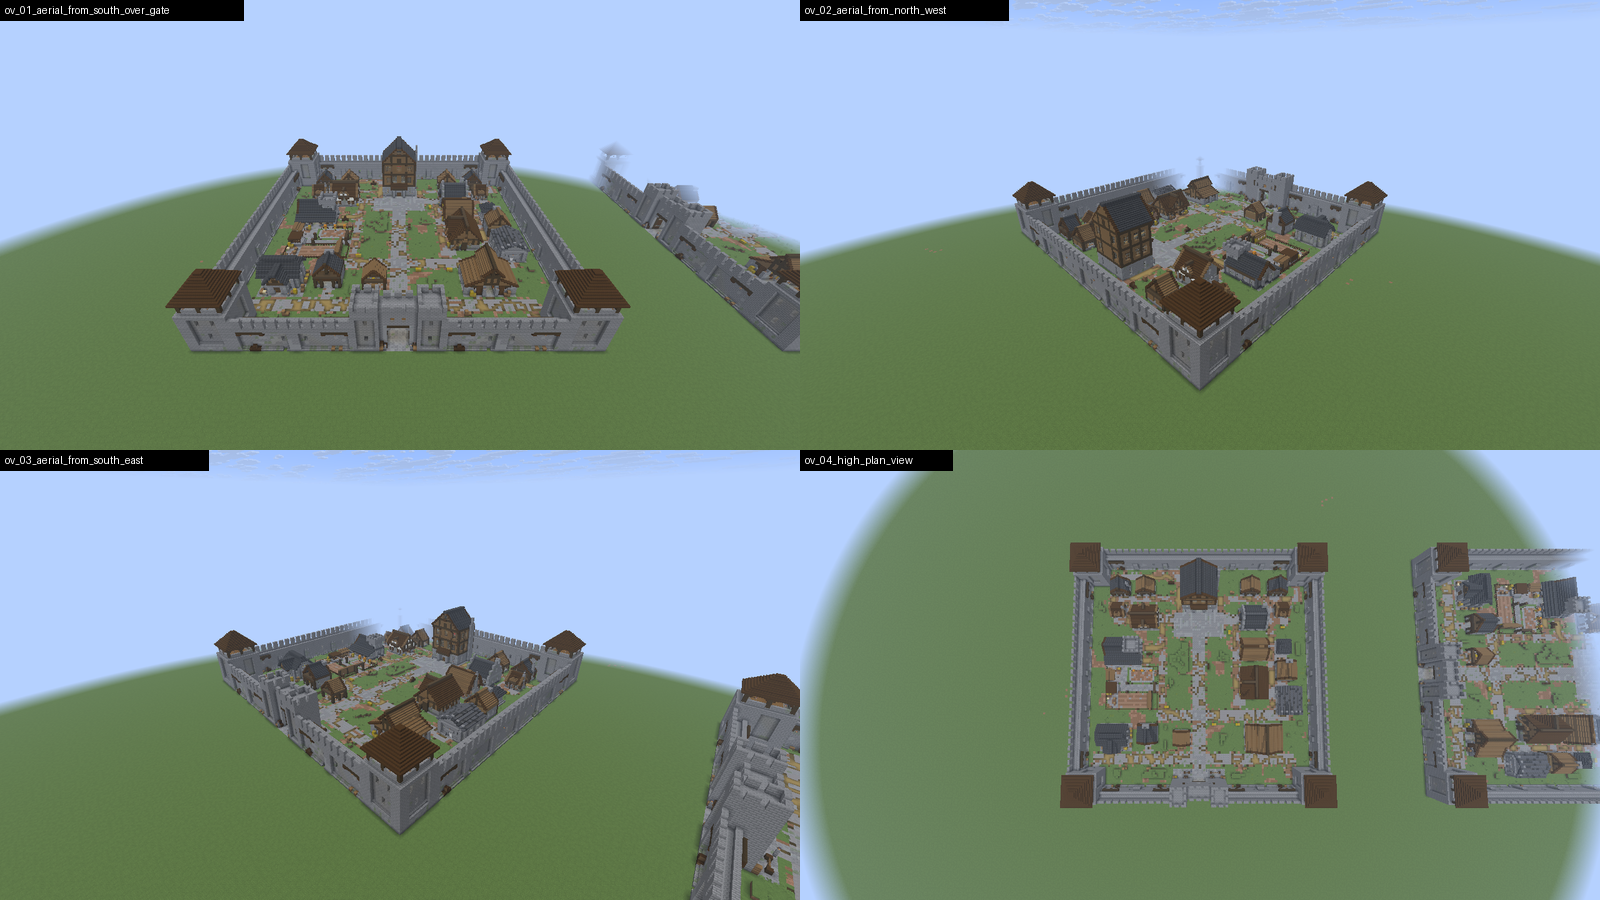 ov_01_aerial_from_south_over_gate
ov_02_aerial_from_north_west
ov_03_aerial_from_south_east
ov_04_high_plan_view